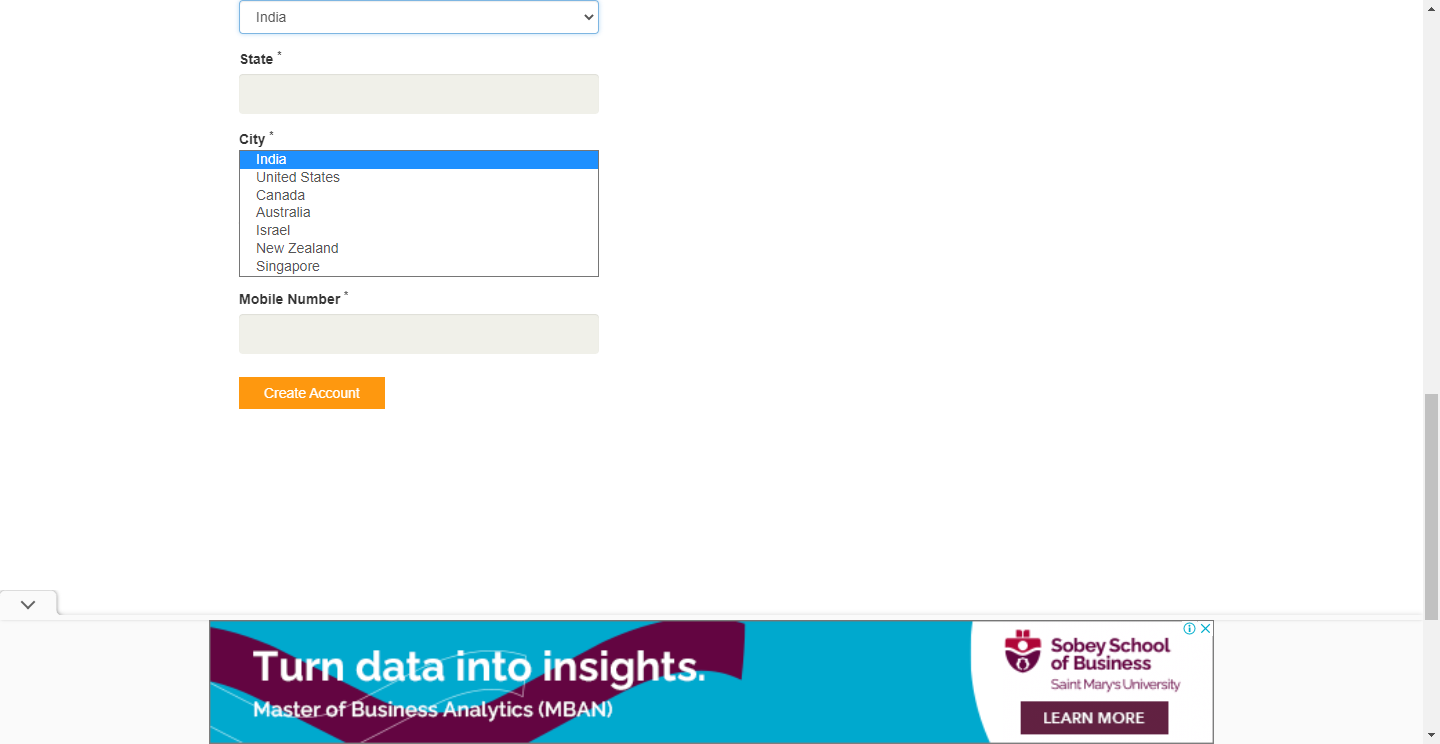 India
State *
City *
India
United States
Canada
Australia
Israel
New Zealand
Singapore
Mobile Number *
Create Account
Turn data into insights.
Master of Business Analytics (MBAN)
Sobey School
of Business
Saint Mary's University
LEARN MORE